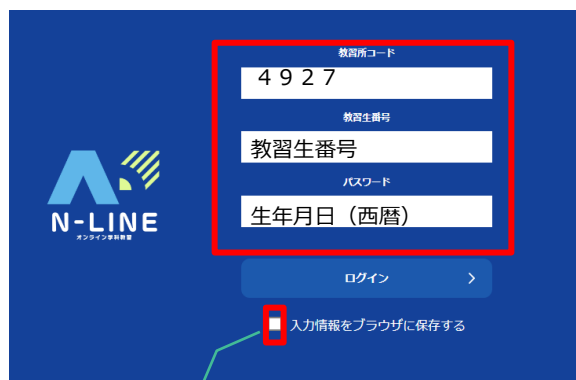 教習所コード
４９２７
教習生番号
教習生番号
パスワード
生年月日（西暦）
N-LINE
オンライン学科教習
ログイン
入力情報をブラウザに保存する